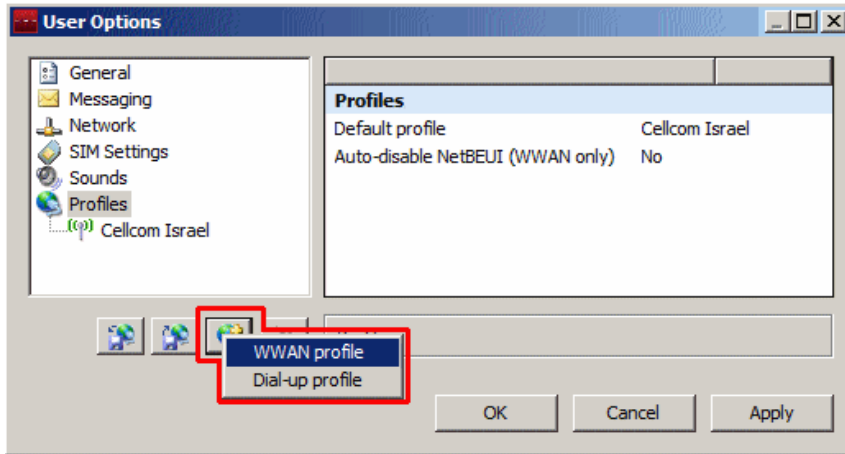 User Options
General
Messaging
Network
SIM Settings
Sounds
Profiles
Cellcom Israel
Profiles
Default profile Cellcom Israel
Auto-disable NetBEUI (WWAN only) No
WWAN profile
Dial-up profile
OK Cancel Apply